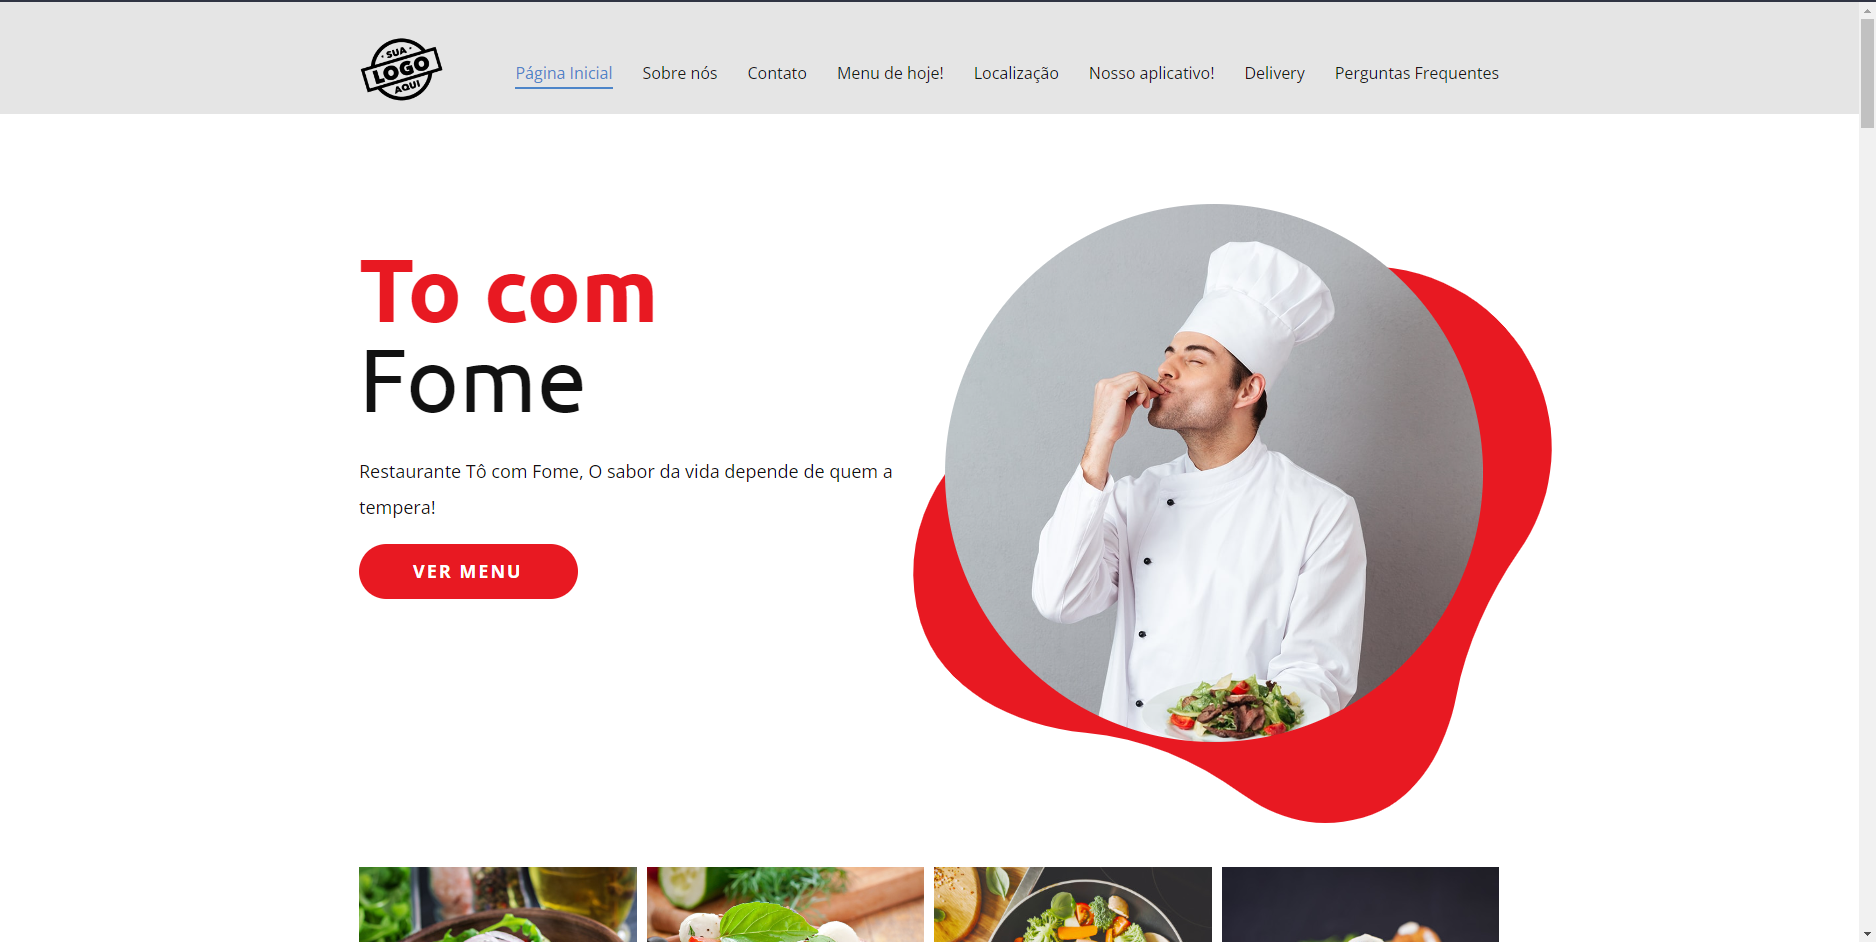 · SUA ·
LOGO
AQUI
Página Inicial Sobre nós Contato Menu de hoje! Localização Nosso aplicativo! Delivery Perguntas Frequentes
To com
Fome
Restaurante Tô com Fome, O sabor da vida depende de quem a
tempera!
VER MENU